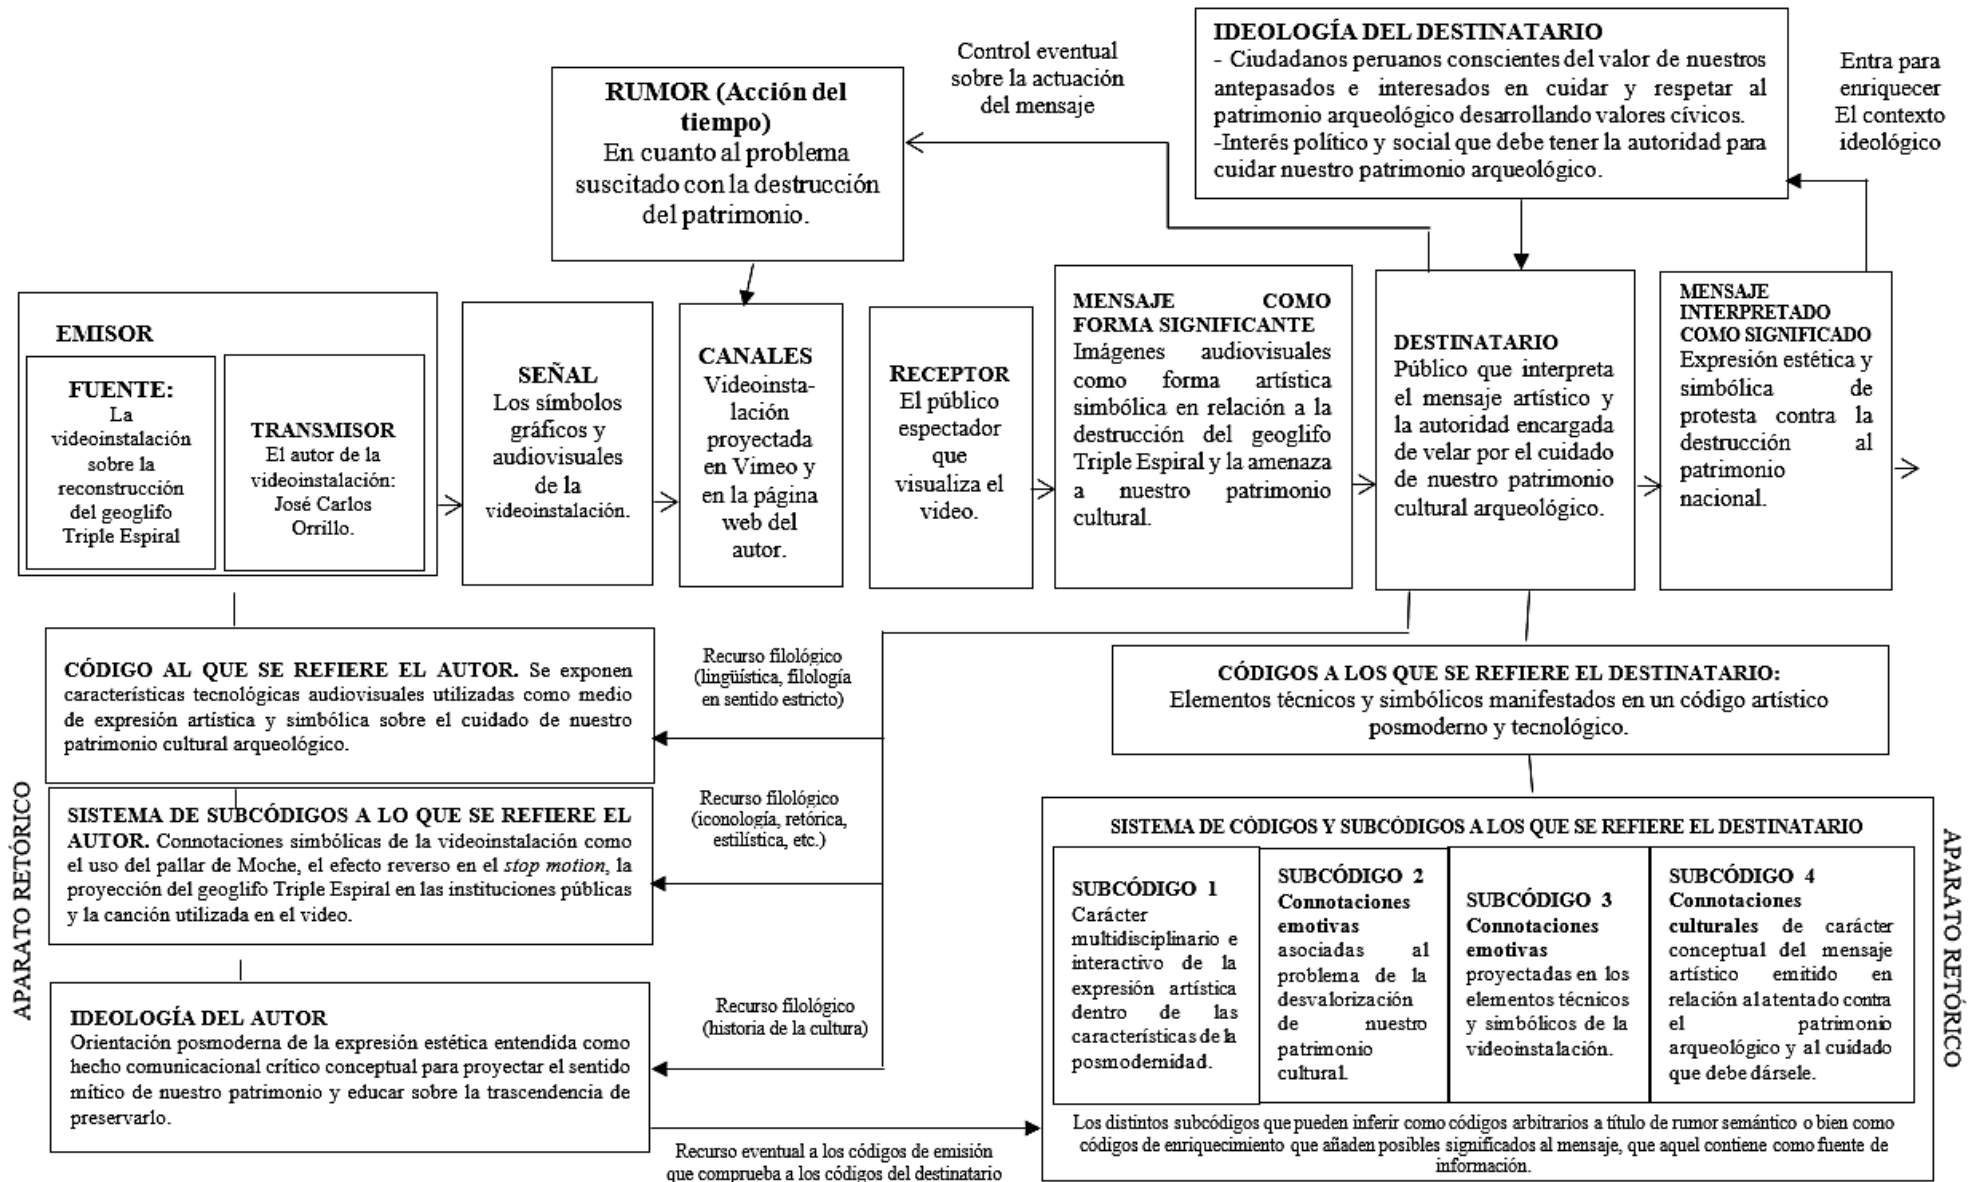 IDEOLOGÍA DEL DESTINATARIO
- Ciudadanos peruanos conscientes del valor de nuestros
antepasados e interesados en cuidar y respetar al
patrimonio arqueológico desarrollando valores cívicos.
-Interés político y social que debe tener la autoridad para
cuidar nuestro patrimonio arqueológico.
Control eventual
sobre la actuación
del mensaje
Entra para
enriquecer
El contexto
ideológico
RUMOR (Acción del
tiempo)
En cuanto al problema
suscitado con la destrucción
del patrimonio.
EMISOR
FUENTE:
La
videoinstalación
sobre la
reconstrucción
del geoglifo
Triple Espiral
TRANSMISOR
El autor de la
videoinstalación:
José Carlos
Orrillo.
SEÑAL
Los símbolos
gráficos y
audiovisuales
de la
videoinstalación.
CANALES
Videoinsta-
lación
proyectada
en Vimeo y
en la página
web del
autor.
RECEPTOR
El público
espectador
que
visualiza el
video.
MENSAJE COMO
FORMA SIGNIFICANTE
Imágenes audiovisuales
como forma artística
simbólica en relación a la
destrucción del geoglifo
Triple Espiral y la amenaza
a nuestro patrimonio
cultural.
DESTINATARIO
Público que interpreta
el mensaje artístico y
la autoridad encargada
de velar por el cuidado
de nuestro patrimonio
cultural arqueológico.
MENSAJE
INTERPRETADO
COMO SIGNIFICADO
Expresión estética y
simbólica de
protesta contra la
destrucción al
patrimonio
nacional.
APARATO RETÓRICO
CÓDIGO AL QUE SE REFIERE EL AUTOR. Se exponen
características tecnológicas audiovisuales utilizadas como medio
de expresión artística y simbólica sobre el cuidado de nuestro
patrimonio cultural arqueológico.
SISTEMA DE SUBCÓDIGOS A LO QUE SE REFIERE EL
AUTOR. Connotaciones simbólicas de la videoinstalación como
el uso del pallar de Moche, el efecto reverso en el stop motion, la
proyección del geoglifo Triple Espiral en las instituciones públicas
y la canción utilizada en el video.
IDEOLOGÍA DEL AUTOR
Orientación posmoderna de la expresión estética entendida como
hecho comunicacional crítico conceptual para proyectar el sentido
mítico de nuestro patrimonio y educar sobre la trascendencia de
preservarlo.
Recurso filológico
(lingüística, filología
en sentido estricto)
Recurso filológico
(iconología, retórica,
estilística, etc.)
Recurso filológico
(historia de la cultura)
Recurso eventual a los códigos de emisión
que comprueba a los códigos del destinatario
CÓDIGOS A LOS QUE SE REFIERE EL DESTINATARIO:
Elementos técnicos y simbólicos manifestados en un código artístico
posmoderno y tecnológico.
SISTEMA DE CÓDIGOS Y SUBCÓDIGOS A LOS QUE SE REFIERE EL DESTINATARIO
SUBCÓDIGO 1
Carácter
multidisciplinario e
interactivo de la
expresión artística
dentro de las
características de la
posmodernidad.
SUBCÓDIGO 2
Connotaciones
emotivas
asociadas al
problema de la
desvalorización
de nuestro
patrimonio
cultural.
SUBCÓDIGO 3
Connotaciones
emotivas
proyectadas en los
elementos técnicos
y simbólicos de la
videoinstalación.
SUBCÓDIGO 4
Connotaciones
culturales de carácter
conceptual del mensaje
artístico emitido en
relación al atentado contra
el patrimonio
arqueológico y al cuidado
que debe dársele.
Los distintos subcódigos que pueden inferir como códigos arbitrarios a título de rumor semántico o bien como
códigos de enriquecimiento que añaden posibles significados al mensaje, que aquel contiene como fuente de
información.
APARATO RETÓRICO